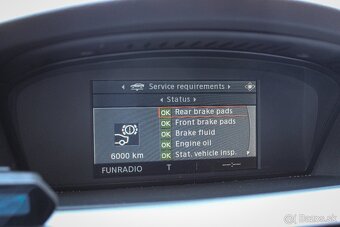 Service requirements
Status
OK Rear brake pads
OK Front brake pads
OK Brake fluid
OK Engine oil
OK Stat. vehicle insp.
6000 km
FUNRADIO T --:--
Bazos.sk